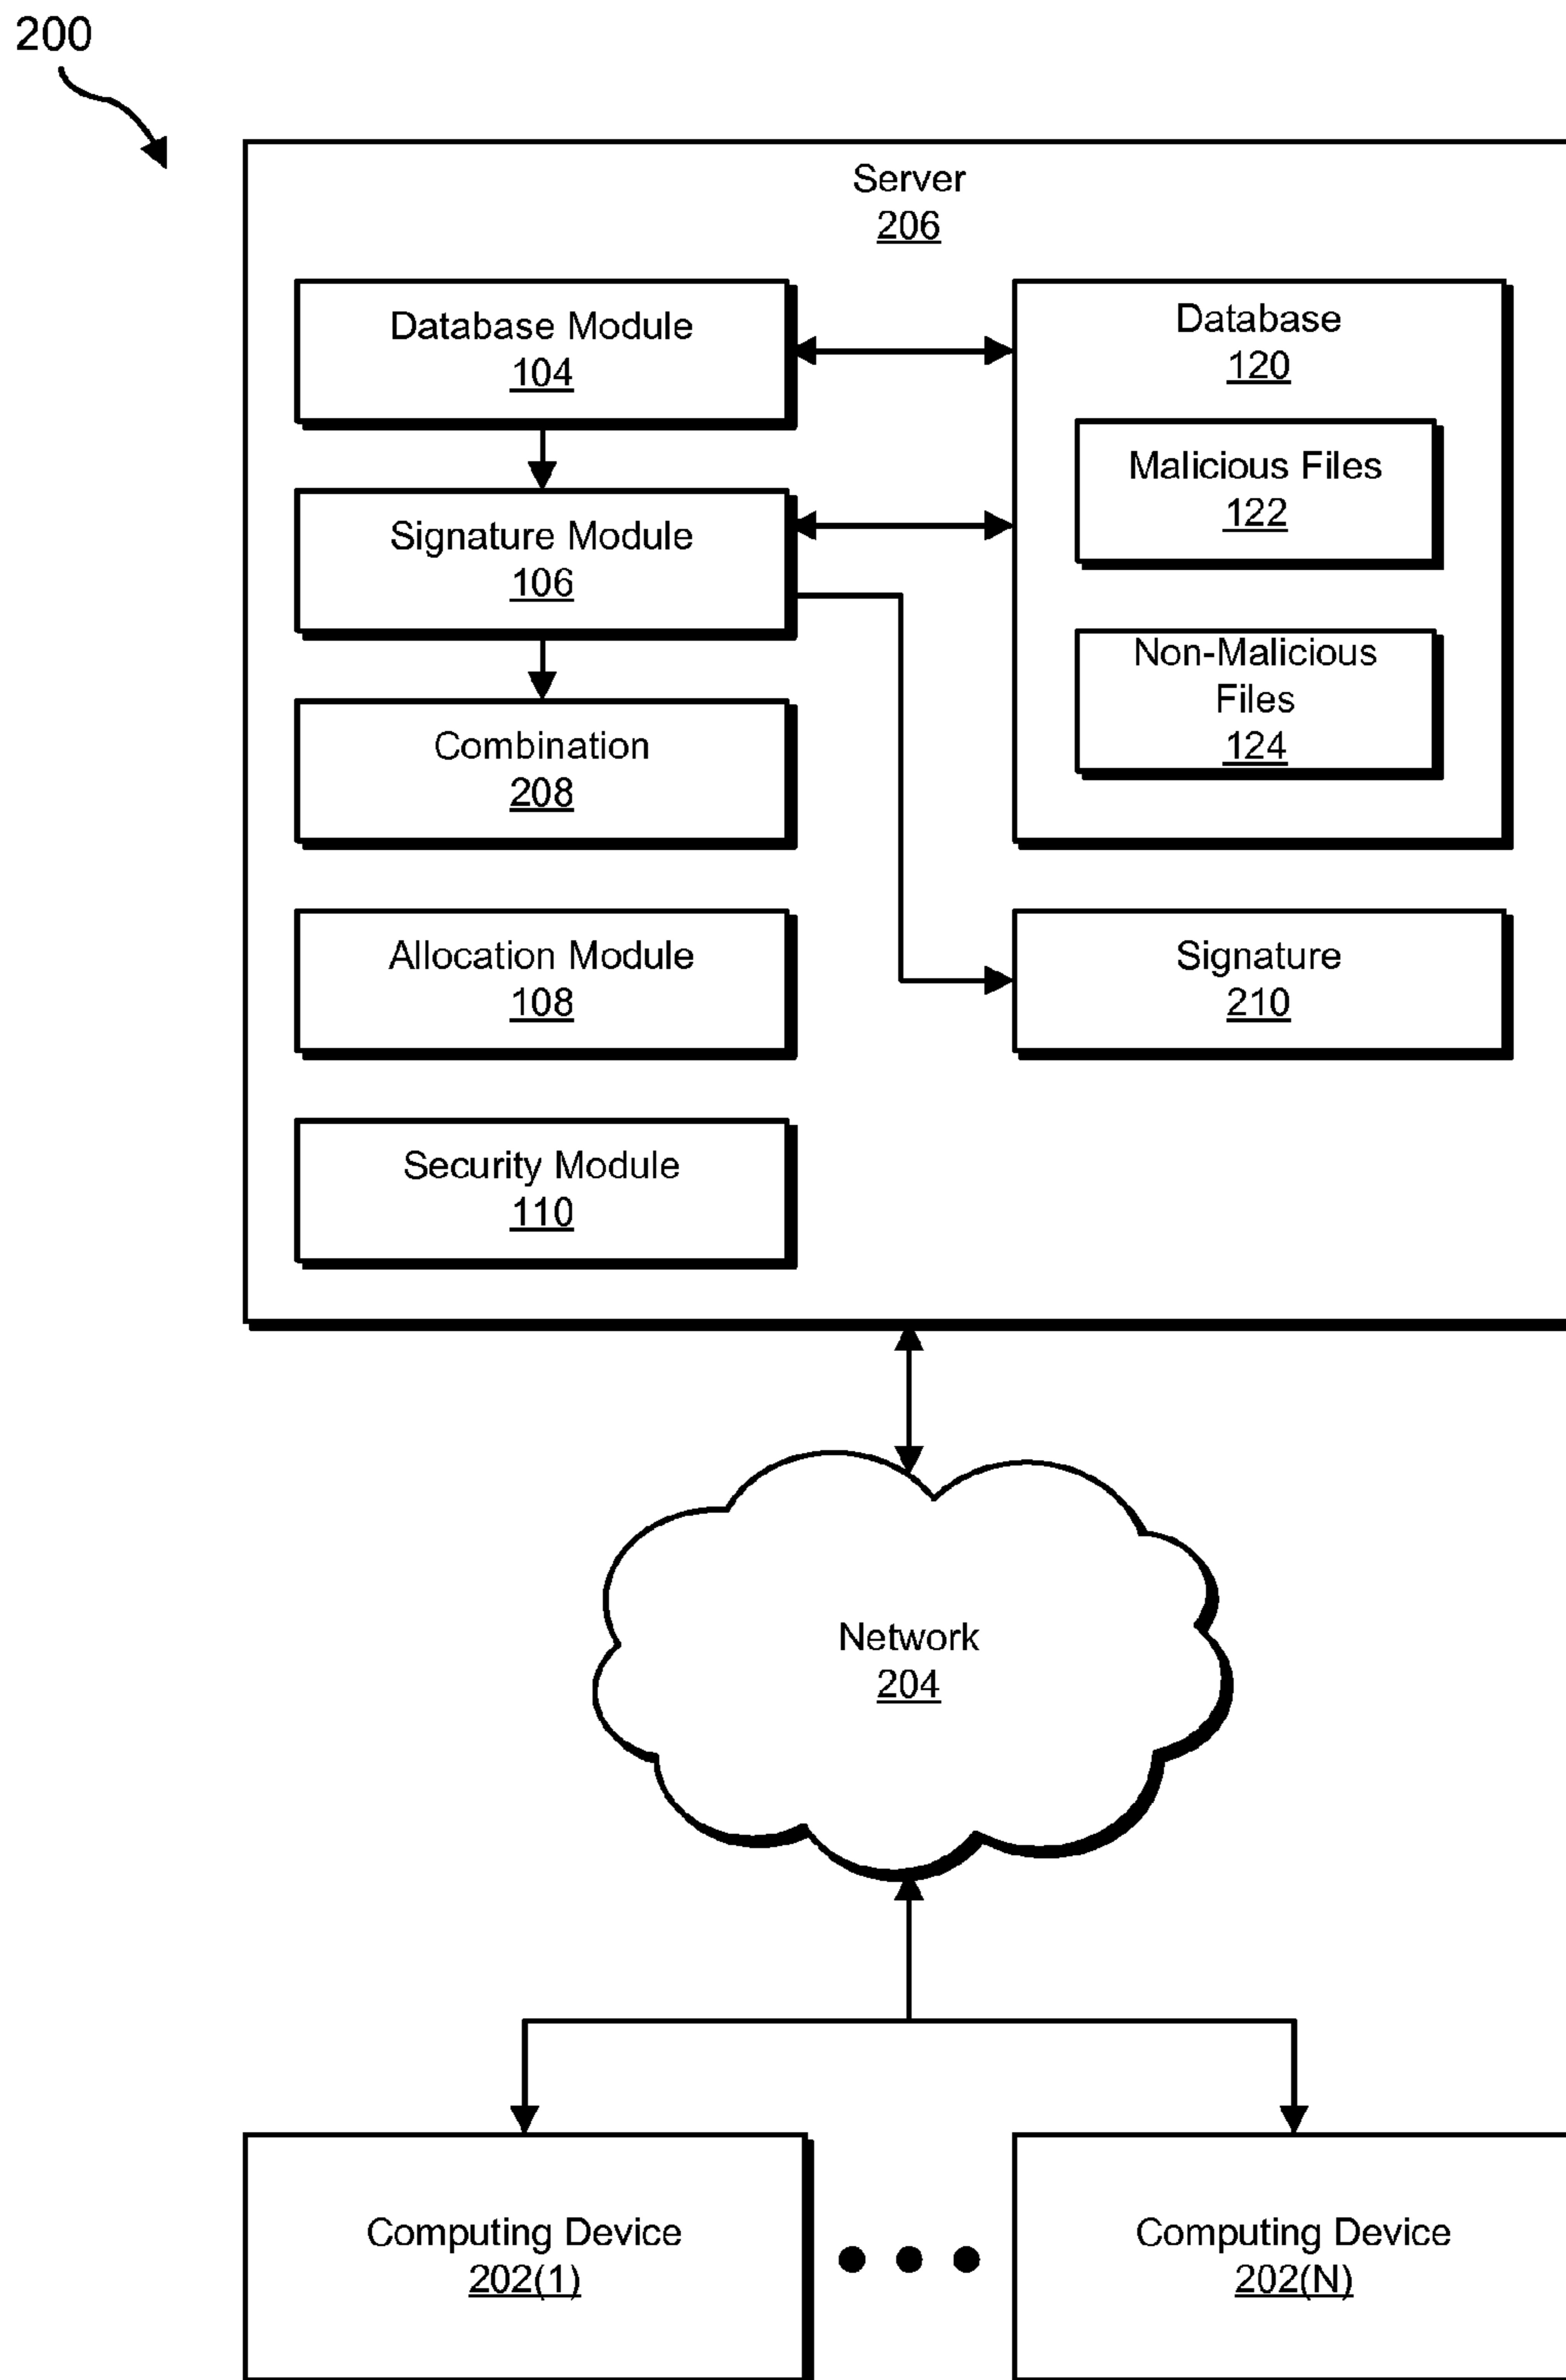 200
Server
206
Database Module
104
Database
120
Malicious Files
122
Signature Module
106
Non-Malicious
Files
124
Combination
208
Allocation Module
108
Signature
210
Security Module
110
Network
204
Computing Device
202(1)
Computing Device
202(N)